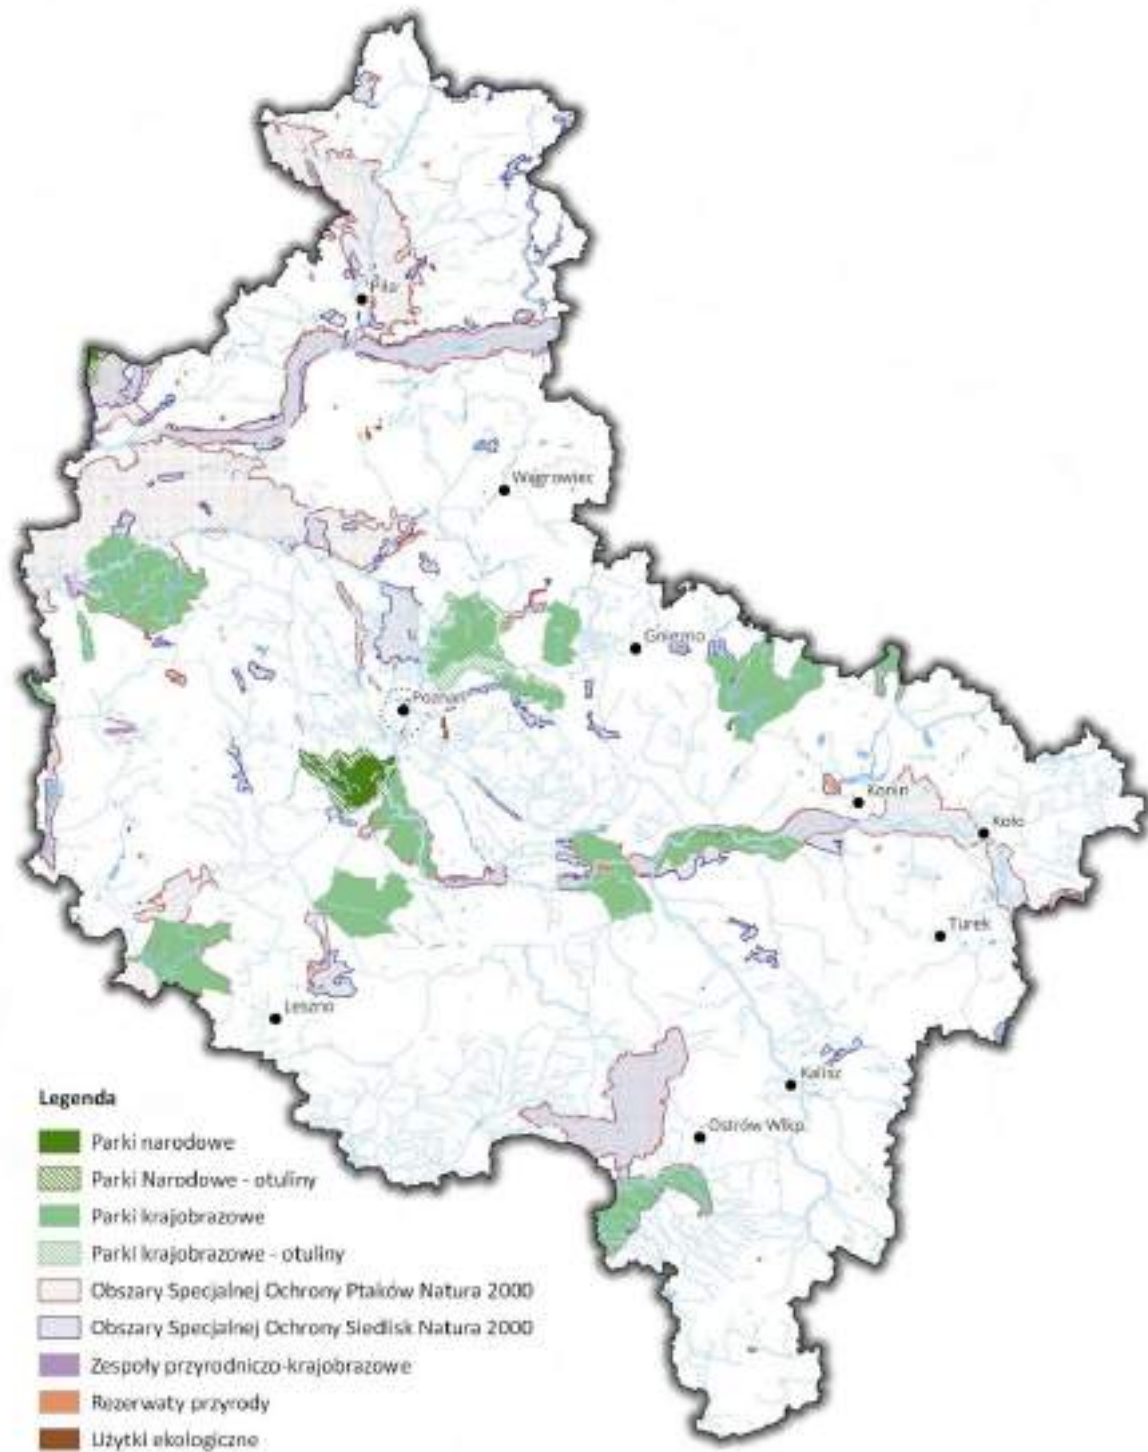 Piła
Wągrowiec
Gniezno
Poznań
Konin
Koło
Turek
Leszno
Kalisz
Ostrów Wlkp.
Legenda
Parki narodowe
Parki Narodowe - otuliny
Parki krajobrazowe
Parki krajobrazowe - otuliny
Obszary Specjalnej Ochrony Ptaków Natura 2000
Obszary Specjalnej Ochrony Siedlisk Natura 2000
Zespoły przyrodniczo-krajobrazowe
Rezerwaty przyrody
Użytki ekologiczne